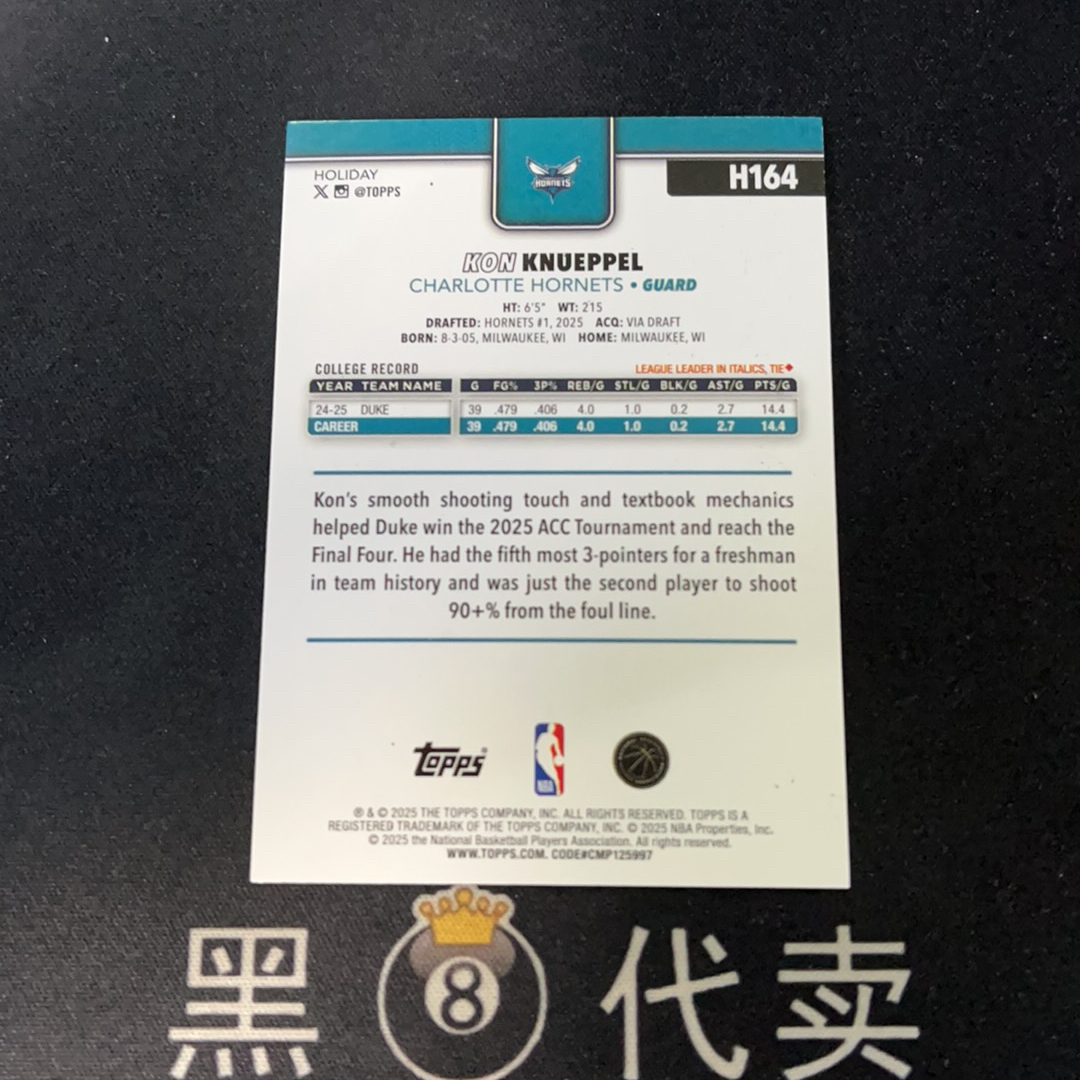 HOLIDAY
@TOPPS
HORNETS
H164
KON KNUEPPEL
CHARLOTTE HORNETS • GUARD
HT: 6'5" WT: 215
DRAFTED: HORNETS #1, 2025 ACQ: VIA DRAFT
BORN: 8-3-05, MILWAUKEE, WI HOME: MILWAUKEE, WI
COLLEGE RECORD LEAGUE LEADER IN ITALICS, TIE◆
YEAR TEAM NAME G FG% 3P% REB/G STL/G BLK/G AST/G PTS/G
24-25 DUKE 39 .479 .406 4.0 1.0 0.2 2.7 14.4
CAREER 39 .479 .406 4.0 1.0 0.2 2.7 14.4
Kon's smooth shooting touch and textbook mechanics
helped Duke win the 2025 ACC Tournament and reach the
Final Four. He had the fifth most 3-pointers for a freshman
in team history and was just the second player to shoot
90+% from the foul line.
Topps®
NBA
® & © 2025 THE TOPPS COMPANY, INC. ALL RIGHTS RESERVED. TOPPS IS A
REGISTERED TRADEMARK OF THE TOPPS COMPANY, INC. © 2025 NBA Properties, Inc.
© 2025 the National Basketball Players Association. All rights reserved.
WWW.TOPPS.COM. CODE#CMP125997
黑8代卖